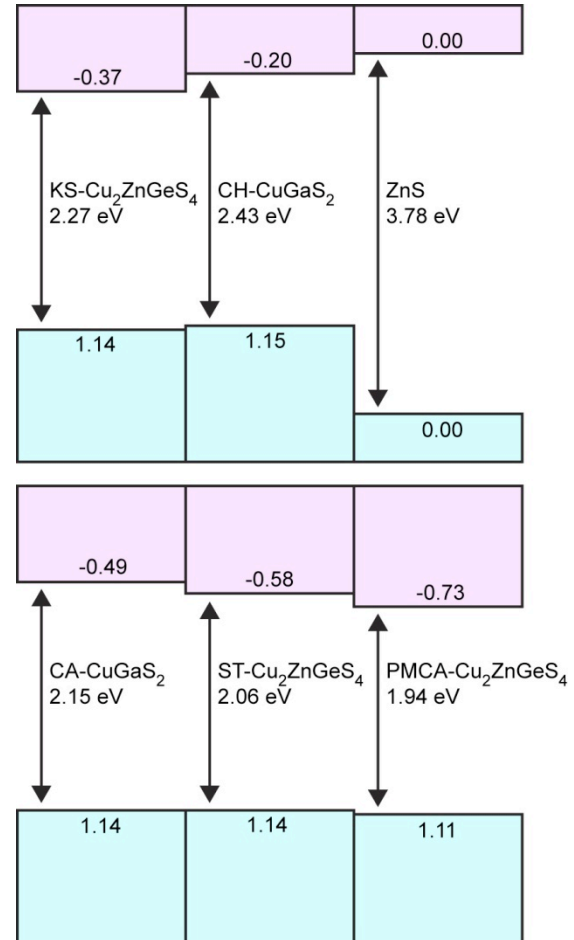 -0.37
-0.20
0.00
KS-Cu₂ZnGeS₄
2.27 eV
CH-CuGaS₂
2.43 eV
ZnS
3.78 eV
1.14
1.15
0.00
-0.49
-0.58
-0.73
CA-CuGaS₂
2.15 eV
ST-Cu₂ZnGeS₄
2.06 eV
PMCA-Cu₂ZnGeS₄
1.94 eV
1.14
1.14
1.11